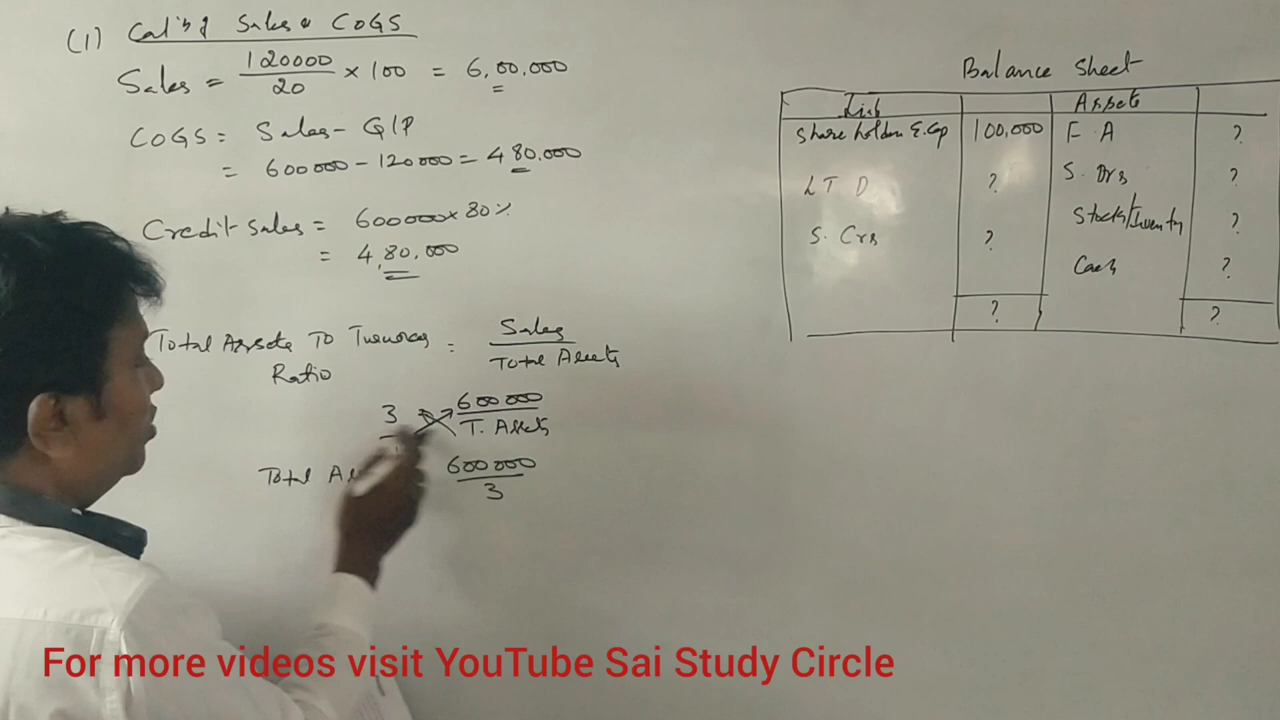 (1) Cal'n of Sales & COGS
Sales = 120000/20 × 100 = 6,00,000
COGS = Sales - G/P
= 600000 - 120000 = 480,000
Credit Sales = 600000 × 80%
= 4,80,000
Total Assets To Turnover Ratio = Sales / Total Assets
3 600000 / T. Assets
Total 600000 / 3
Balance Sheet
Liab Assets
Share holder E. Cap 100,000 F A ?
L T D ? S. Drs ?
S. Crs ? Stock/Inventory ?
Cash ?
? ?
For more videos visit YouTube Sai Study Circle